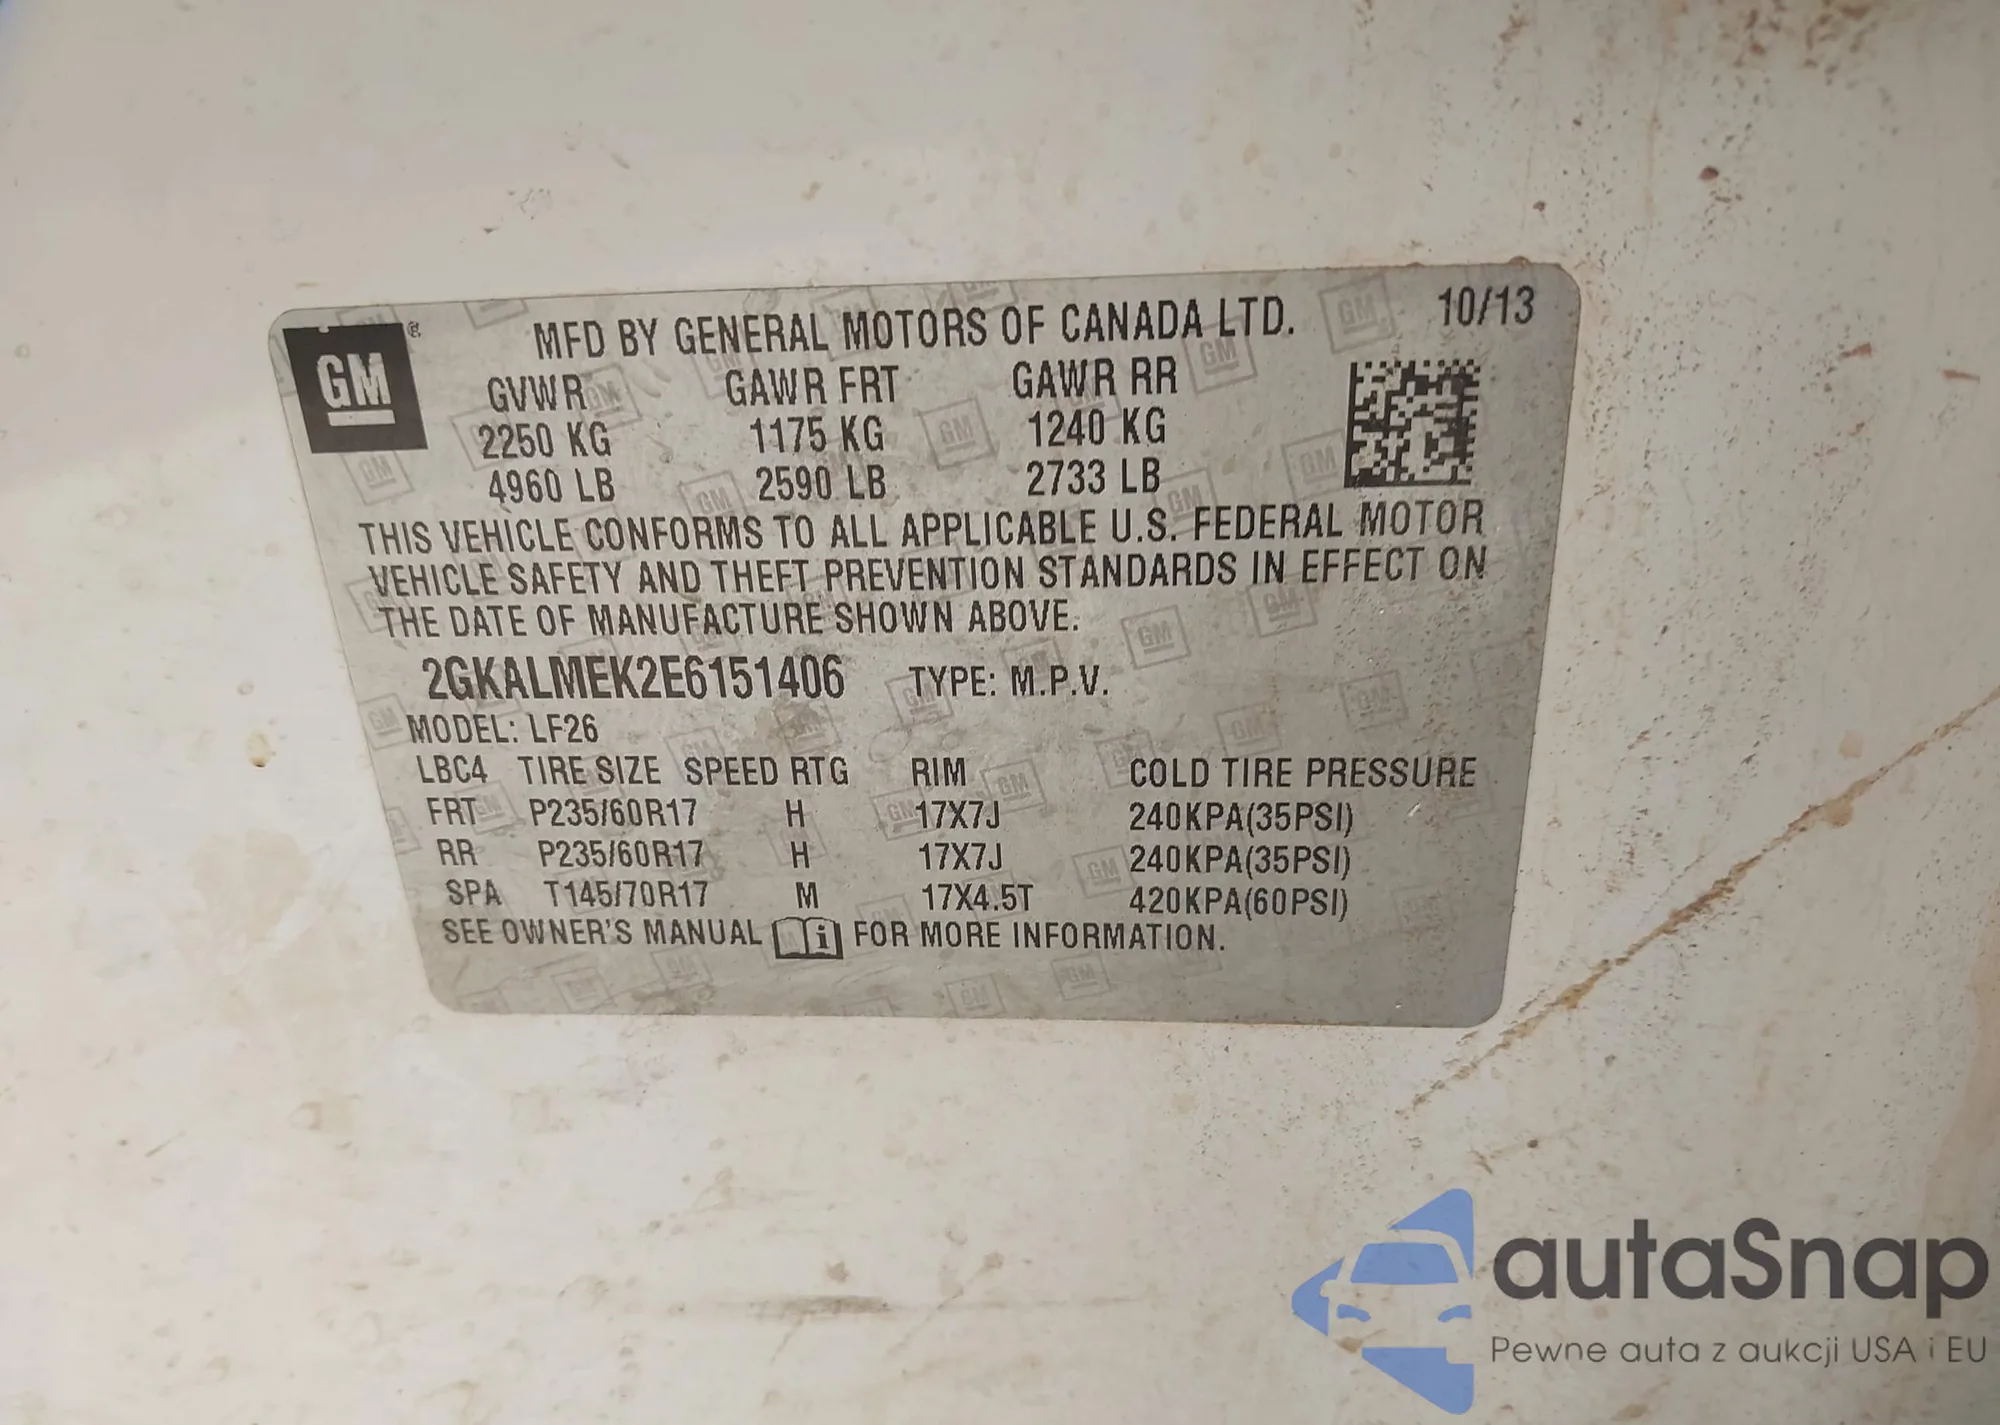 GM
MFD BY GENERAL MOTORS OF CANADA LTD. 10/13
GVWR GAWR FRT GAWR RR
2250 KG 1175 KG 1240 KG
4960 LB 2590 LB 2733 LB
THIS VEHICLE CONFORMS TO ALL APPLICABLE U.S. FEDERAL MOTOR
VEHICLE SAFETY AND THEFT PREVENTION STANDARDS IN EFFECT ON
THE DATE OF MANUFACTURE SHOWN ABOVE.
2GKALMEK2E6151406 TYPE: M.P.V.
MODEL: LF26
LBC4 TIRE SIZE SPEED RTG RIM COLD TIRE PRESSURE
FRT P235/60R17 H 17X7J 240KPA(35PSI)
RR P235/60R17 H 17X7J 240KPA(35PSI)
SPA T145/70R17 M 17X4.5T 420KPA(60PSI)
SEE OWNER'S MANUAL i FOR MORE INFORMATION.
autaSnap
Pewne auta z aukcji USA i EU